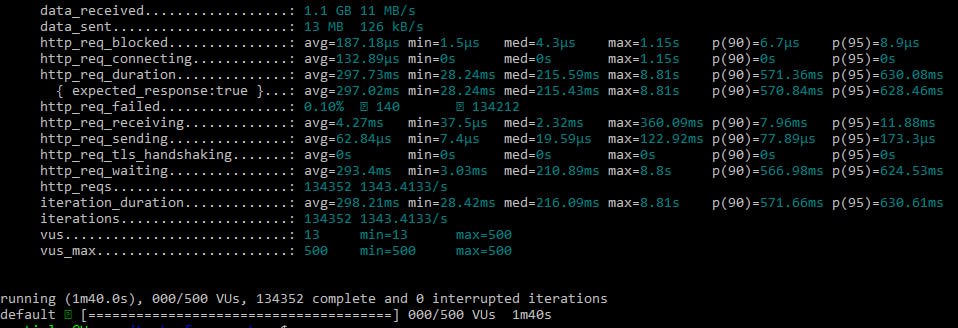 data_received..................: 1.1 GB 11 MB/s
data_sent......................: 13 MB  126 kB/s
http_req_blocked...............: avg=187.18µs min=1.5µs   med=4.3µs    max=1.15s    p(90)=6.7µs    p(95)=8.9µs
http_req_connecting............: avg=132.89µs min=0s      med=0s       max=1.15s    p(90)=0s       p(95)=0s
http_req_duration..............: avg=297.73ms min=28.24ms med=215.59ms max=8.81s    p(90)=571.36ms p(95)=630.08ms
{ expected_response:true }...: avg=297.02ms min=28.24ms med=215.43ms max=8.81s    p(90)=570.84ms p(95)=628.46ms
http_req_failed................: 0.10%  140        134212
http_req_receiving.............: avg=4.27ms   min=37.5µs  med=2.32ms   max=360.09ms p(90)=7.96ms   p(95)=11.88ms
http_req_sending...............: avg=62.84µs  min=7.4µs   med=19.59µs  max=122.92ms p(90)=77.89µs  p(95)=173.3µs
http_req_tls_handshaking.......: avg=0s       min=0s      med=0s       max=0s       p(90)=0s       p(95)=0s
http_req_waiting...............: avg=293.4ms  min=3.03ms  med=210.89ms max=8.8s     p(90)=566.98ms p(95)=624.53ms
http_reqs......................: 134352 1343.4133/s
iteration_duration.............: avg=298.21ms min=28.42ms med=216.09ms max=8.81s    p(90)=571.66ms p(95)=630.61ms
iterations.....................: 134352 1343.4133/s
vus............................: 13     min=13     max=500
vus_max........................: 500    min=500    max=500
running (1m40.0s), 000/500 VUs, 134352 complete and 0 interrupted iterations
default [======================================] 000/500 VUs  1m40s